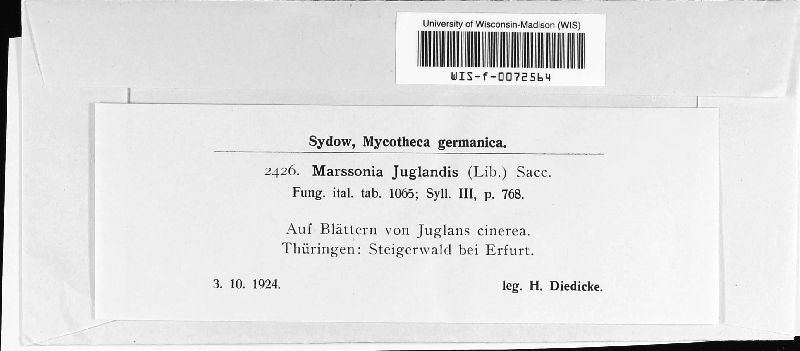 University of Wisconsin-Madison (WIS)
WIS-f-0072564
Sydow, Mycotheca germanica.
2426. Marssonia Juglandis (Lib.) Sacc.
Fung. ital. tab. 1065; Syll. III, p. 768.
Auf Blättern von Juglans cinerea.
Thüringen: Steigerwald bei Erfurt.
3. 10. 1924. leg. H. Diedicke.